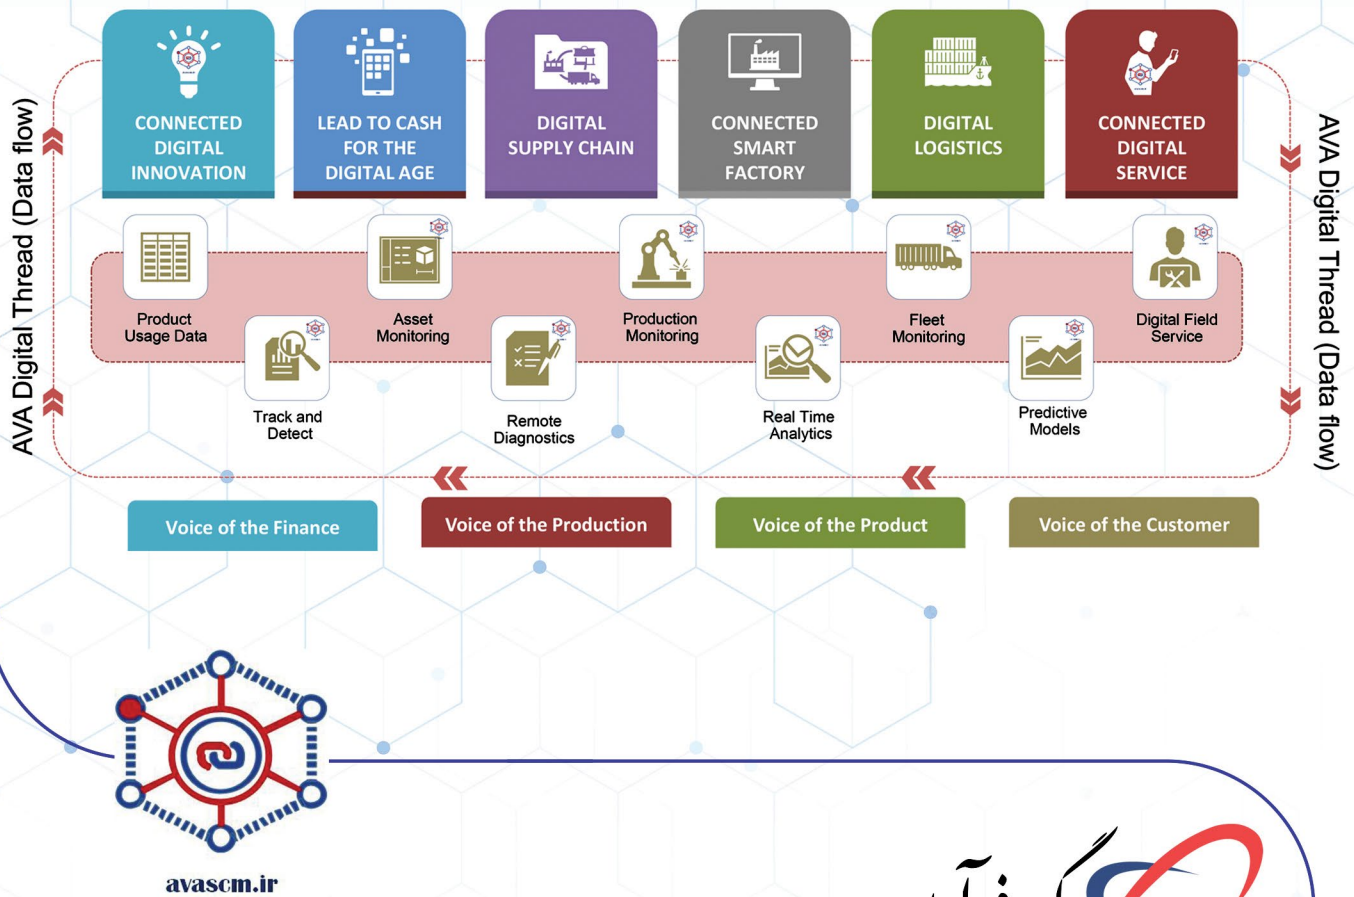 CONNECTED
DIGITAL
INNOVATION
LEAD TO CASH
FOR THE
DIGITAL AGE
DIGITAL
SUPPLY CHAIN
CONNECTED
SMART
FACTORY
DIGITAL
LOGISTICS
CONNECTED
DIGITAL
SERVICE
AVA Digital Thread (Data flow)
AVA Digital Thread (Data flow)
Product
Usage Data
Asset
Monitoring
Production
Monitoring
Fleet
Monitoring
Digital Field
Service
Track and
Detect
Remote
Diagnostics
Real Time
Analytics
Predictive
Models
Voice of the Finance
Voice of the Production
Voice of the Product
Voice of the Customer
avascm.ir